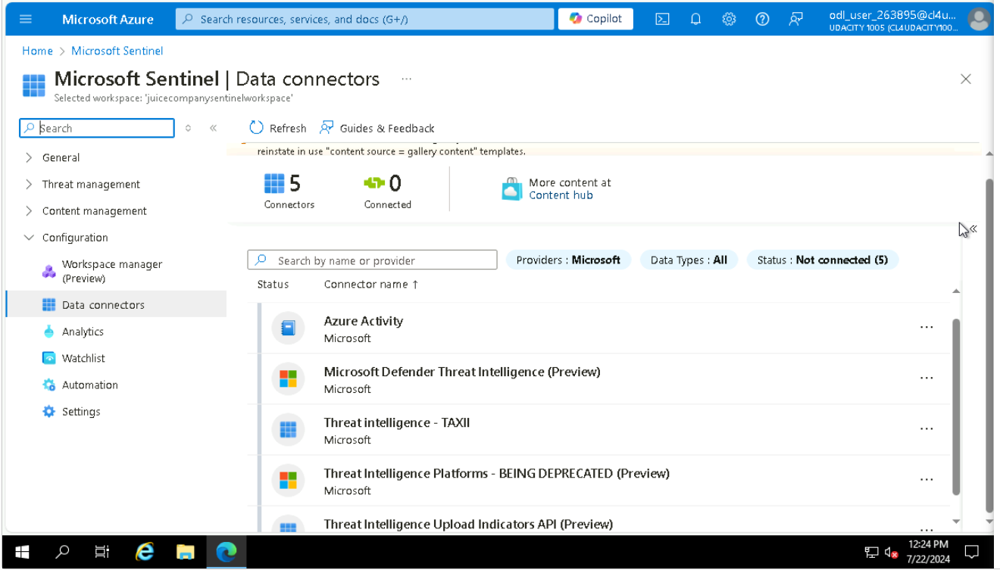 Microsoft Azure
Search resources, services, and docs (G+/)
Copilot
odl_user_263895@cl4u...
UDACITY 1005 (CL4UDACITY100...
Home > Microsoft Sentinel
Microsoft Sentinel | Data connectors ...
Selected workspace: 'juicecompanysentinelworkspace'
Search
Refresh
Guides & Feedback
General
Threat management
Content management
Configuration
Workspace manager
(Preview)
Data connectors
Analytics
Watchlist
Automation
Settings
reinstate in use "content source = gallery content" templates.
5
Connectors
0
Connected
More content at
Content hub
Search by name or provider
Providers : Microsoft
Data Types : All
Status : Not connected (5)
Status
Connector name ↑
Azure Activity
Microsoft
Microsoft Defender Threat Intelligence (Preview)
Microsoft
Threat intelligence - TAXII
Microsoft
Threat Intelligence Platforms - BEING DEPRECATED (Preview)
Microsoft
Threat Intelligence Upload Indicators API (Preview)
12:24 PM
7/22/2024